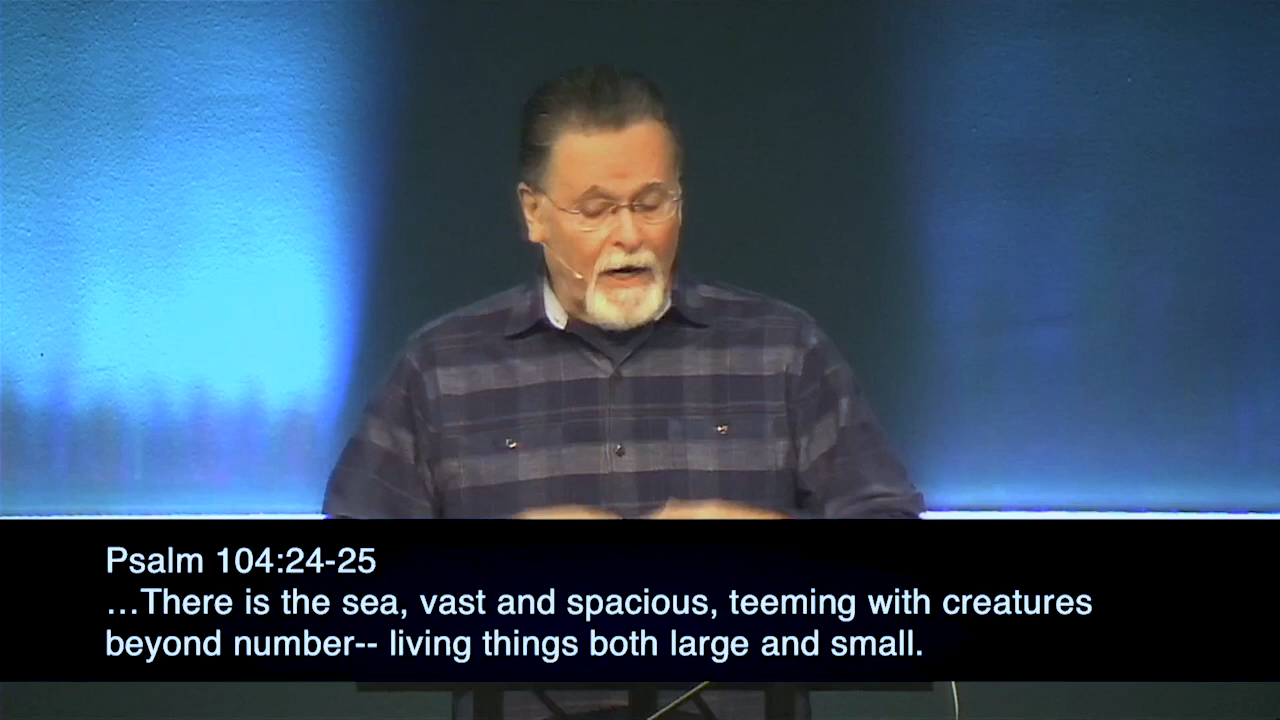 Psalm 104:24-25
…There is the sea, vast and spacious, teeming with creatures
beyond number-- living things both large and small.